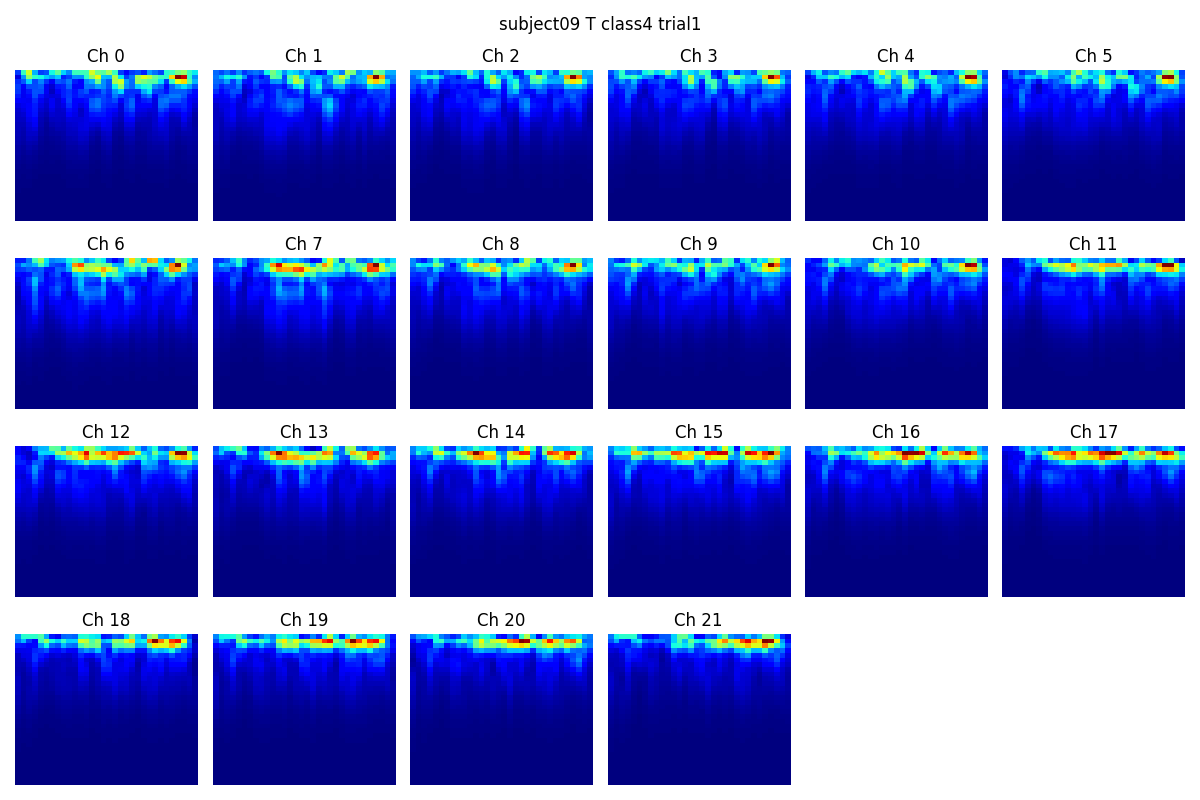 subject09 T class4 trial1
Ch 0 Ch 1 Ch 2 Ch 3 Ch 4 Ch 5
Ch 6 Ch 7 Ch 8 Ch 9 Ch 10 Ch 11
Ch 12 Ch 13 Ch 14 Ch 15 Ch 16 Ch 17
Ch 18 Ch 19 Ch 20 Ch 21